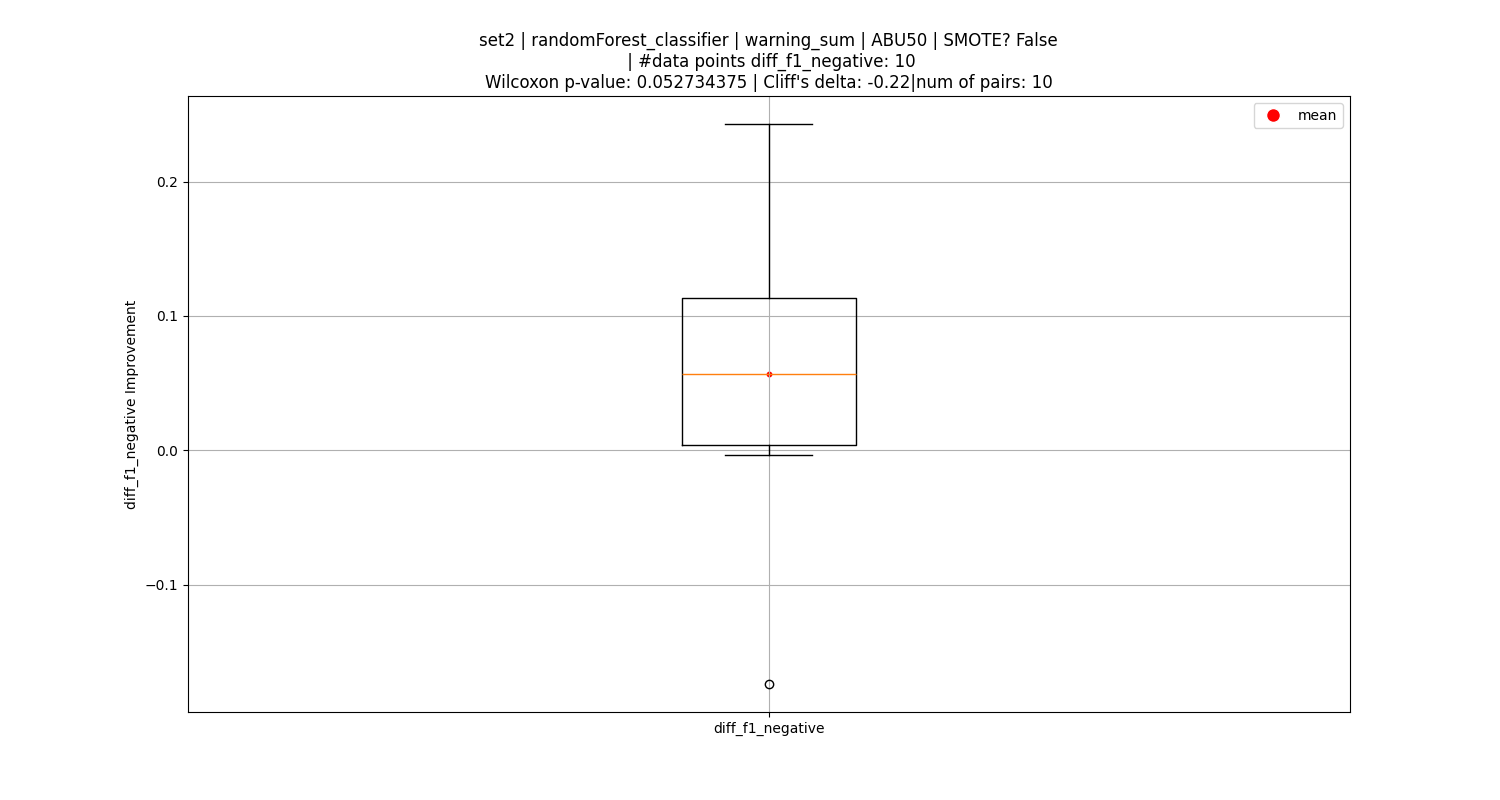 set2 | randomForest_classifier | warning_sum | ABU50 | SMOTE? False
| #data points diff_f1_negative: 10
Wilcoxon p-value: 0.052734375 | Cliff's delta: -0.22|num of pairs: 10
mean
0.2
0.1
0.0
−0.1
diff_f1_negative Improvement
diff_f1_negative